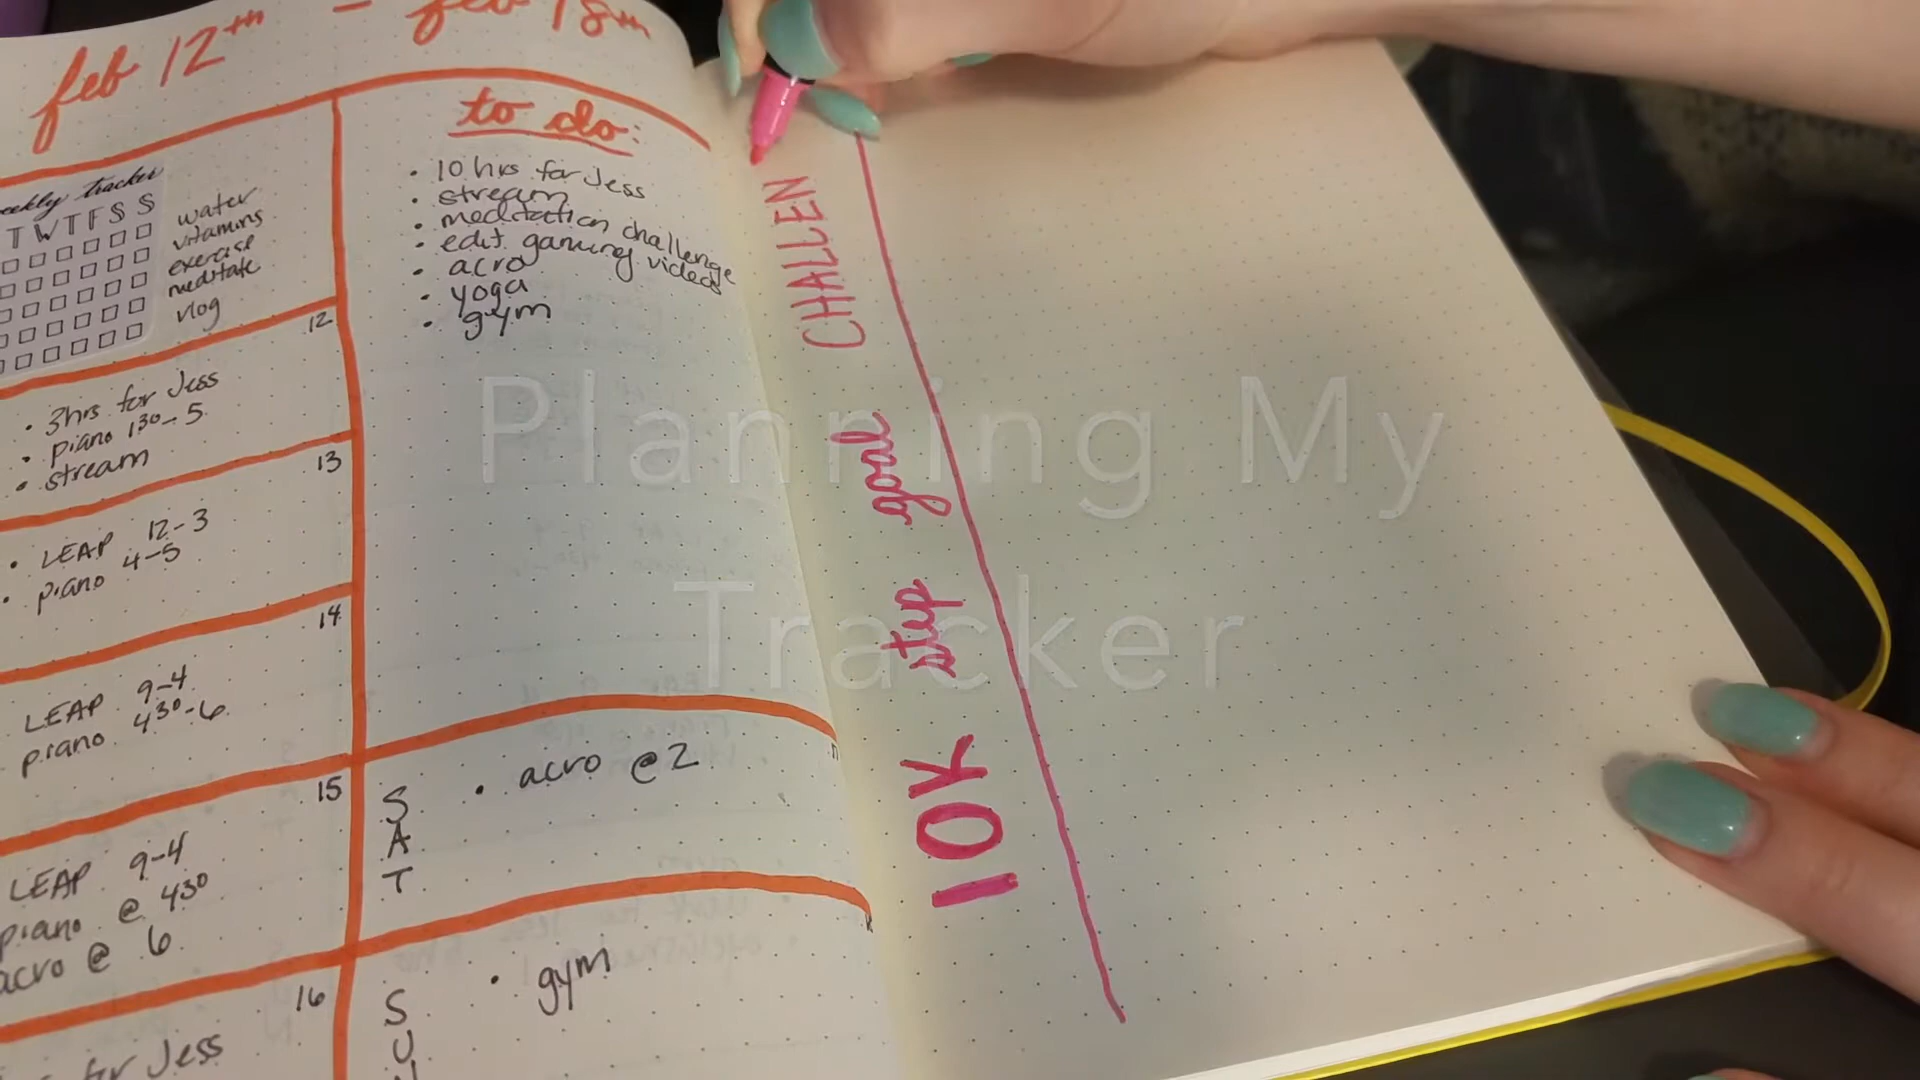 feb 12th - feb 18th
weekly tracker
T W T F S S
water
vitamins
exercise
meditate
vlog
12
• 3hrs for Jess
• piano 130-5
• stream
13
• LEAP 12-3
• piano 4-5
14
LEAP 9-4
piano 430-6
15
LEAP 9-4
piano @ 430
acro @ 6
16
for Jess
to do:
• 10 hrs for Jess
• stream
• meditation challenge
• edit gaming videos
• acro
• yoga
• gym
SAT
• acro @ 2
SU
• gym
10K step goal CHALLEN
Planning My
Tracker